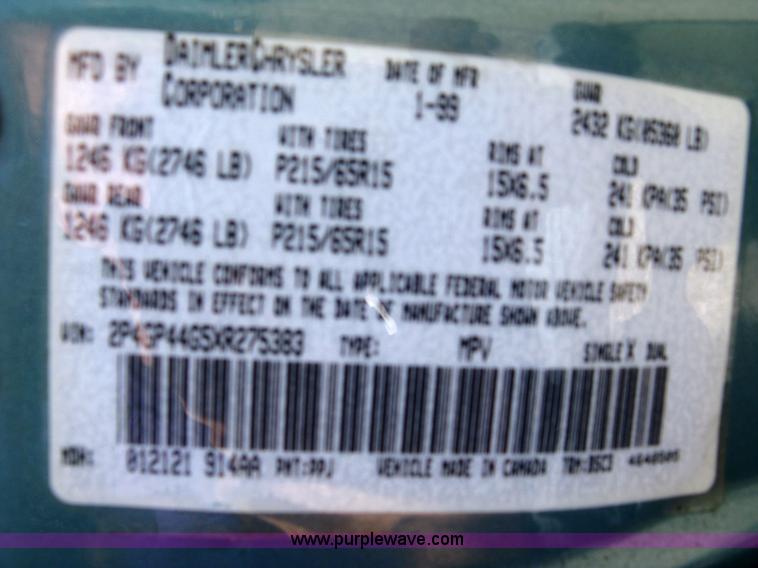 MFD BY DAIMLERCHRYSLER CORPORATION DATE OF MFR 1-99 GVWR 2432 KG(05360 LB)
GAWR FRONT WITH TIRES RIMS AT COLD
1246 KG(2746 LB) P215/65R15 15X6.5 241 KPA(35 PSI)
GAWR REAR WITH TIRES RIMS AT COLD
1246 KG(2746 LB) P215/65R15 15X6.5 241 KPA(35 PSI)
THIS VEHICLE CONFORMS TO ALL APPLICABLE FEDERAL MOTOR VEHICLE SAFETY
STANDARDS IN EFFECT ON THE DATE OF MANUFACTURE SHOWN ABOVE.
VIN: 2P4GP44G5XR275383 TYPE: MPV SINGLE X DUAL
MDH: 012121 914AA PNT:PPJ VEHICLE MADE IN CANADA TRM:
www.purplewave.com